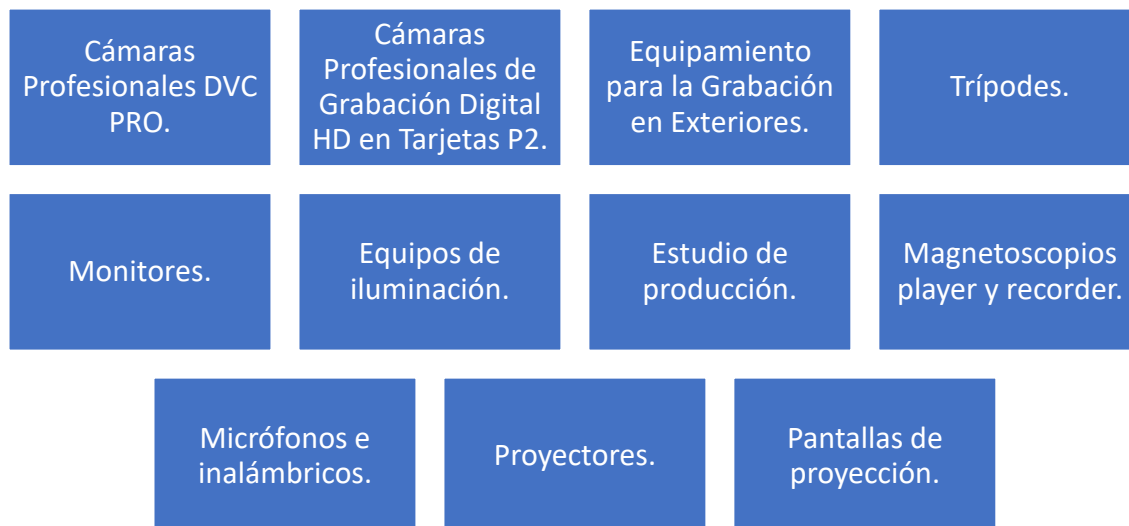 Cámaras
Profesionales DVC
PRO.
Cámaras
Profesionales de
Grabación Digital
HD en Tarjetas P2.
Equipamiento
para la Grabación
en Exteriores.
Trípodes.
Monitores.
Equipos de
iluminación.
Estudio de
producción.
Magnetoscopios
player y recorder.
Micrófonos e
inalámbricos.
Proyectores.
Pantallas de
proyección.